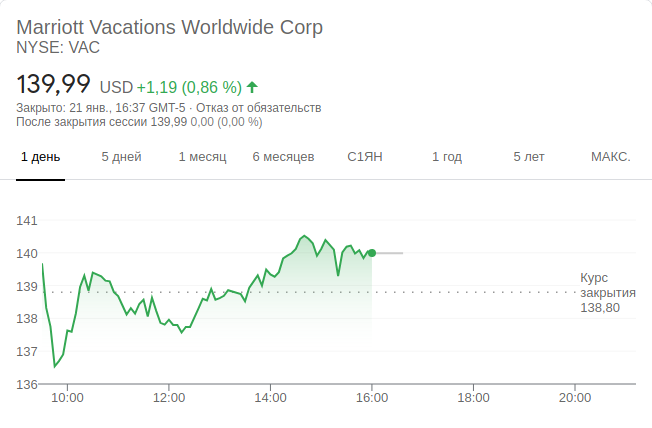 Marriott Vacations Worldwide Corp
NYSE: VAC
139,99 USD +1,19 (0,86 %)
Закрыто: 21 янв., 16:37 GMT-5 · Отказ от обязательств
После закрытия сессии 139,99 0,00 (0,00 %)
1 день 5 дней 1 месяц 6 месяцев С1ЯН 1 год 5 лет МАКС.
141
140
139
138
137
136
Курс
закрытия
138,80
10:00 12:00 14:00 16:00 18:00 20:00